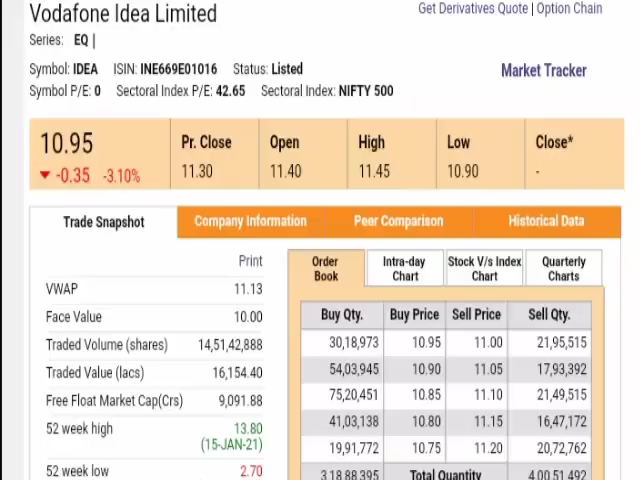 Vodafone Idea Limited
Get Derivatives Quote | Option Chain
Series: EQ |
Symbol: IDEA ISIN: INE669E01016 Status: Listed
Market Tracker
Symbol P/E: 0 Sectoral Index P/E: 42.65 Sectoral Index: NIFTY 500
10.95 Pr. Close Open High Low Close*
-0.35 -3.10% 11.30 11.40 11.45 10.90 -
Trade Snapshot Company Information Peer Comparison Historical Data
Print
VWAP 11.13
Face Value 10.00
Traded Volume (shares) 14,51,42,888
Traded Value (lacs) 16,154.40
Free Float Market Cap(Crs) 9,091.88
52 week high 13.80
(15-JAN-21)
52 week low 2.70
Order Book Intra-day Chart Stock V/s Index Chart Quarterly Charts
Buy Qty. Buy Price Sell Price Sell Qty.
30,18,973 10.95 11.00 21,95,515
54,03,945 10.90 11.05 17,93,392
75,20,451 10.85 11.10 21,49,515
41,03,138 10.80 11.15 16,47,172
19,91,772 10.75 11.20 20,72,762
3,18,88,395 Total Quantity 4,00,51,492